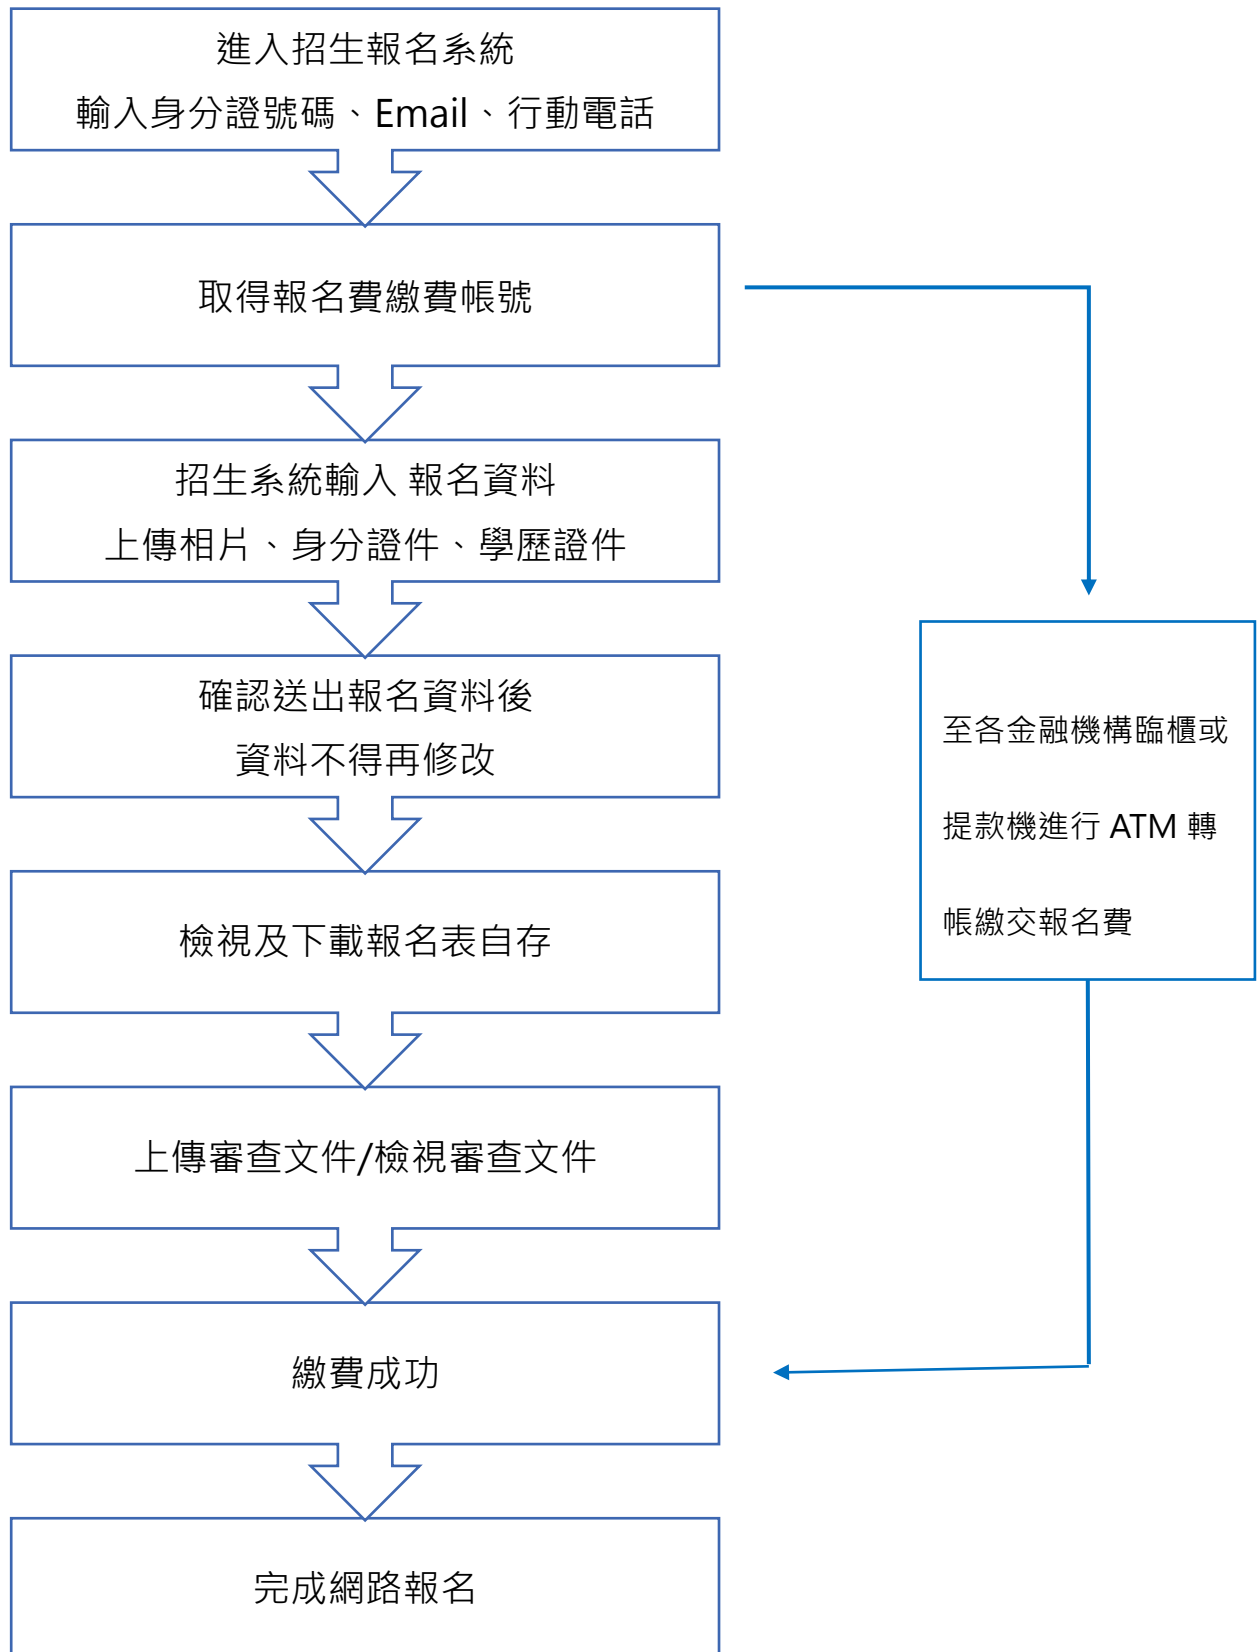 進入招生報名系統
輸入身分證號碼、Email、行動電話
取得報名費繳費帳號
招生系統輸入 報名資料
上傳相片、身分證件、學歷證件
確認送出報名資料後
資料不得再修改
檢視及下載報名表自存
上傳審查文件/檢視審查文件
繳費成功
完成網路報名
至各金融機構臨櫃或
提款機進行 ATM 轉
帳繳交報名費